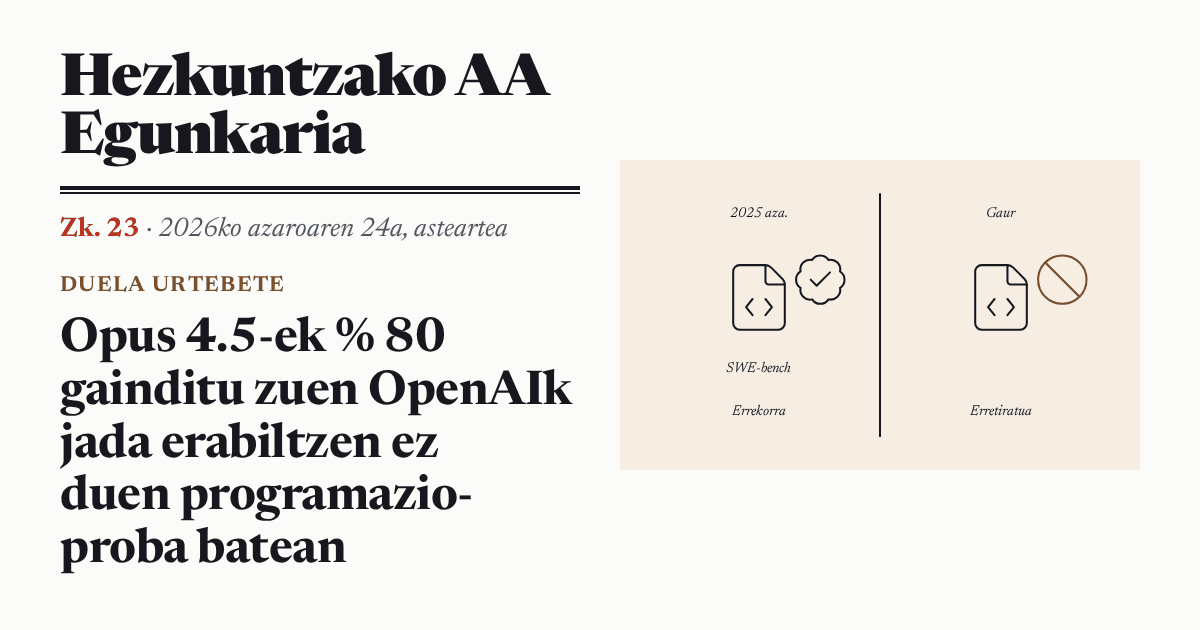 Hezkuntzako AA
Egunkaria
Zk. 23 · 2026ko azaroaren 24a, asteartea
DUELA URTEBETE
Opus 4.5-ek % 80
gainditu zuen OpenAIk
jada erabiltzen ez
duen programazio-
proba batean
2025 aza.
SWE-bench
Errekorra
Gaur
Erretiratua